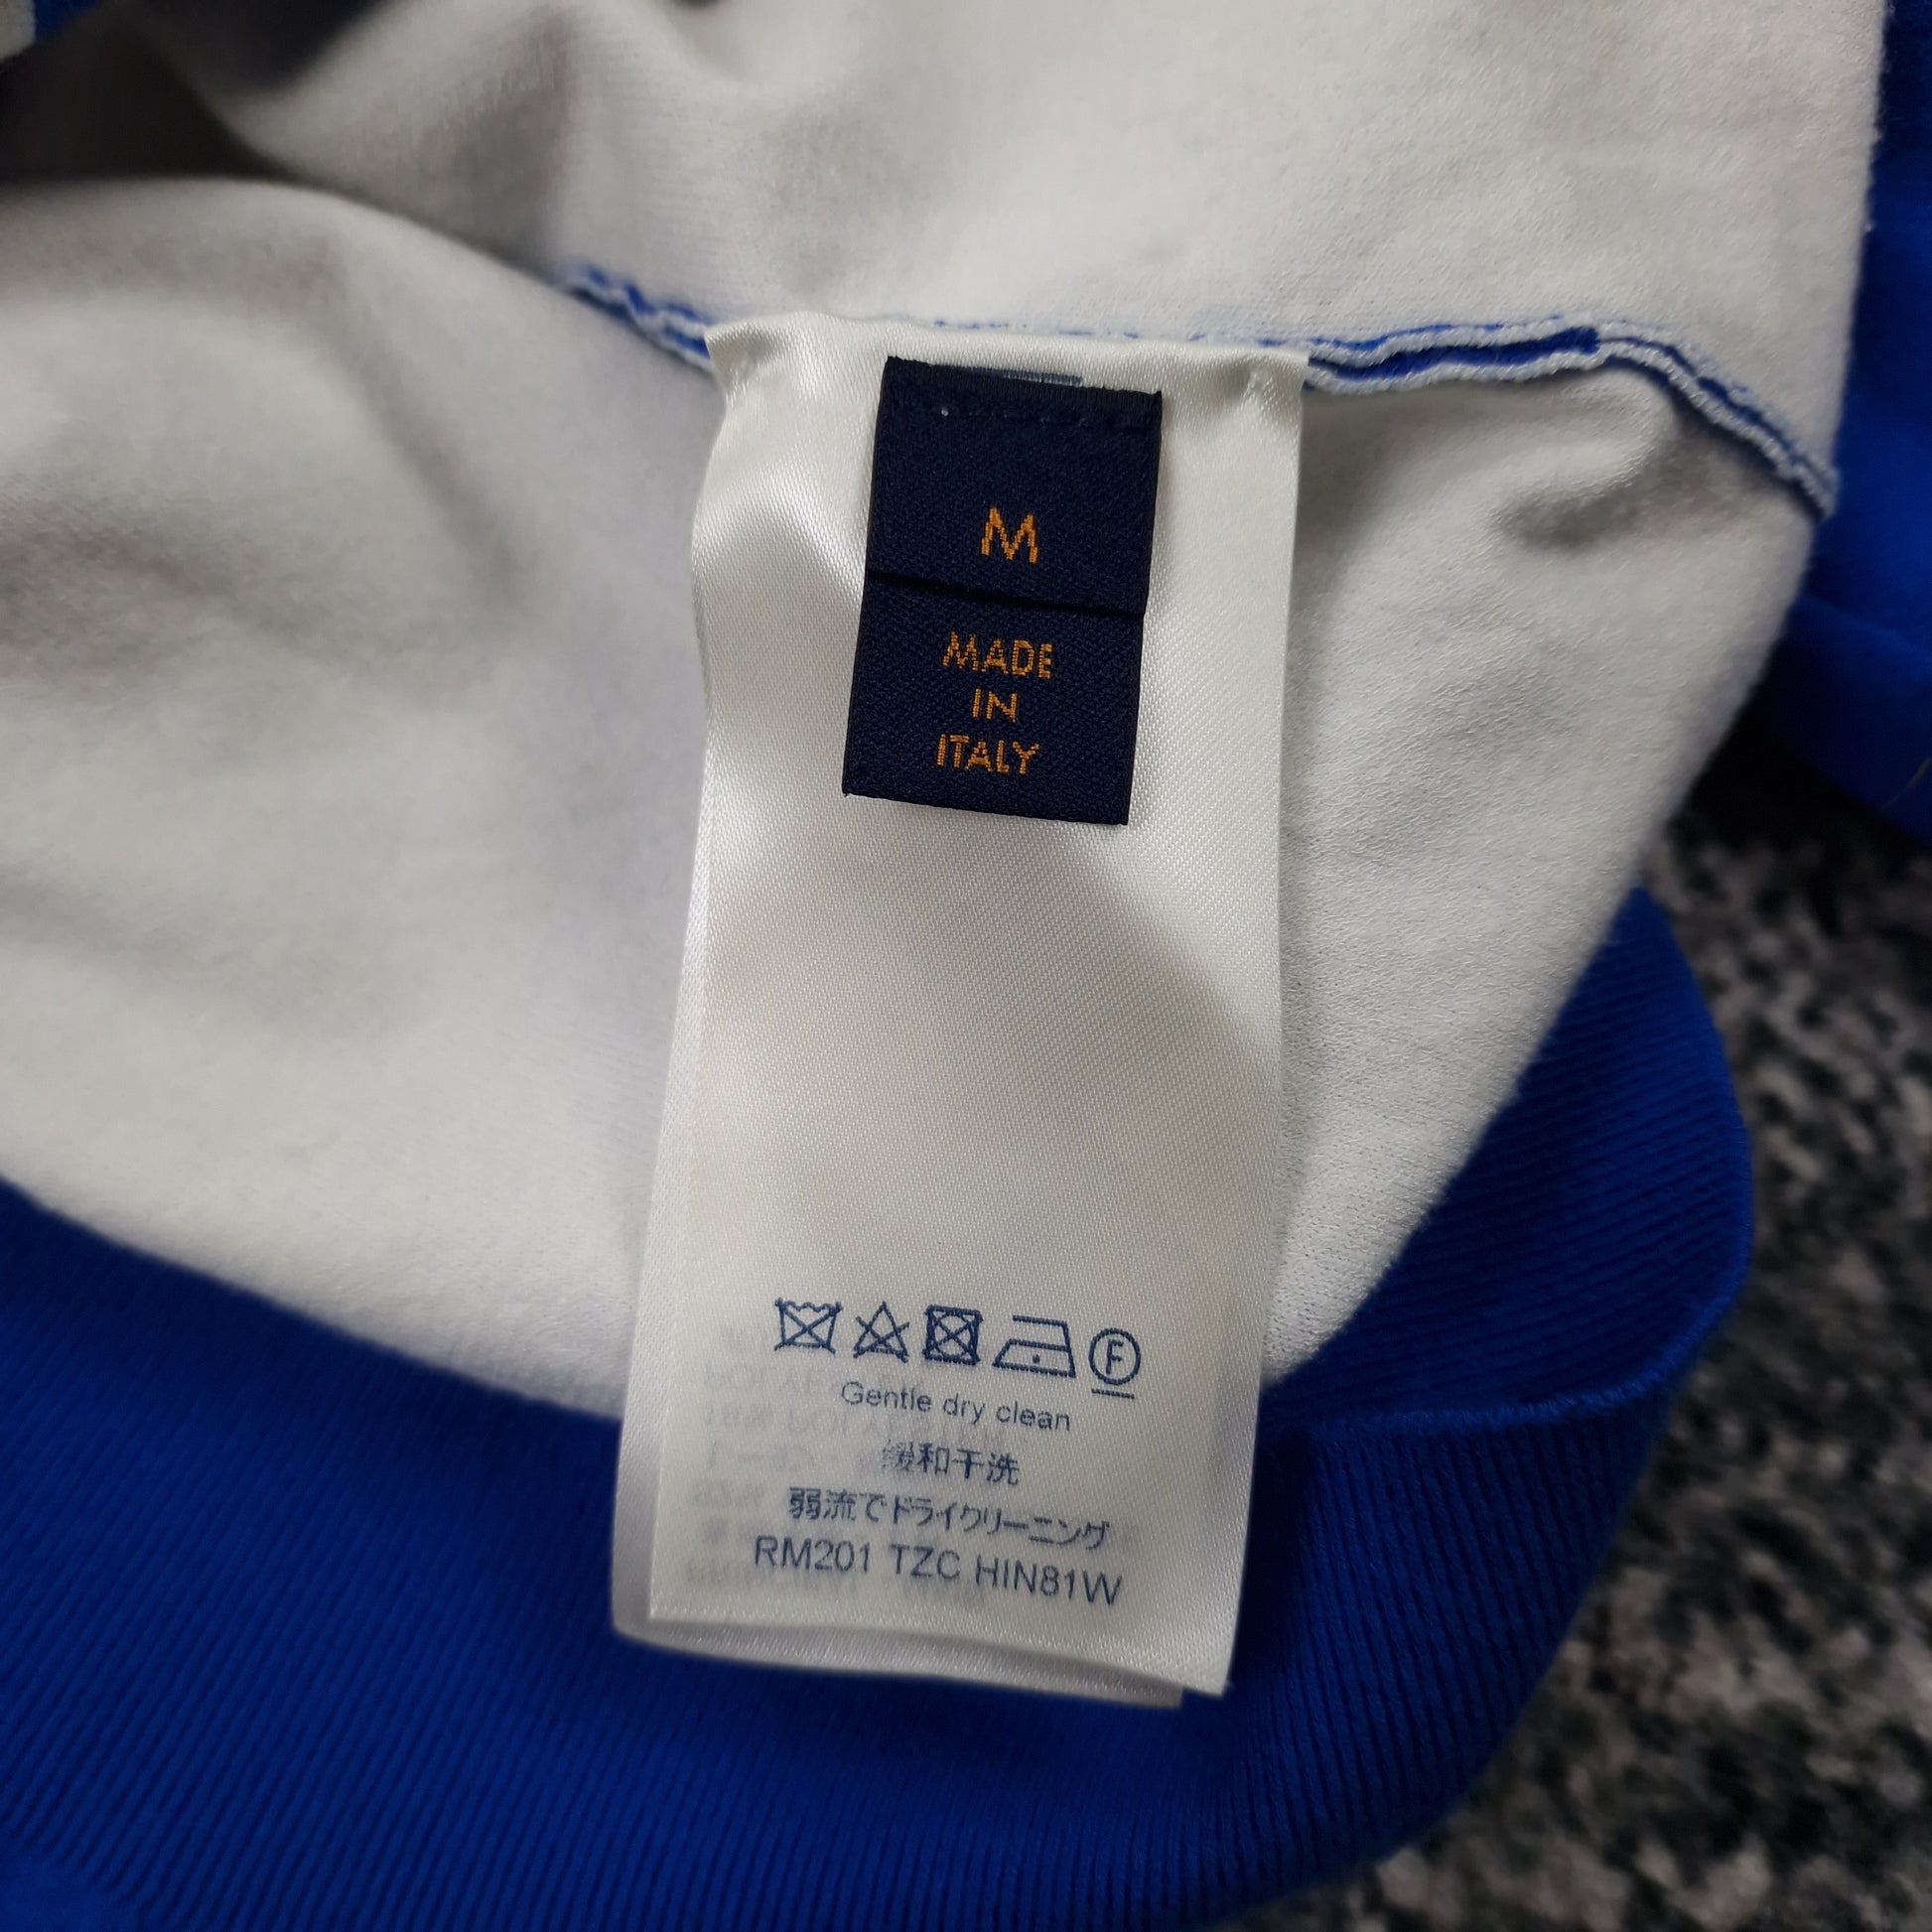 M
MADE
IN
ITALY
F
Gentle dry clean
缓和干洗
弱流でドライクリーニング
RM201 TZC HIN81W